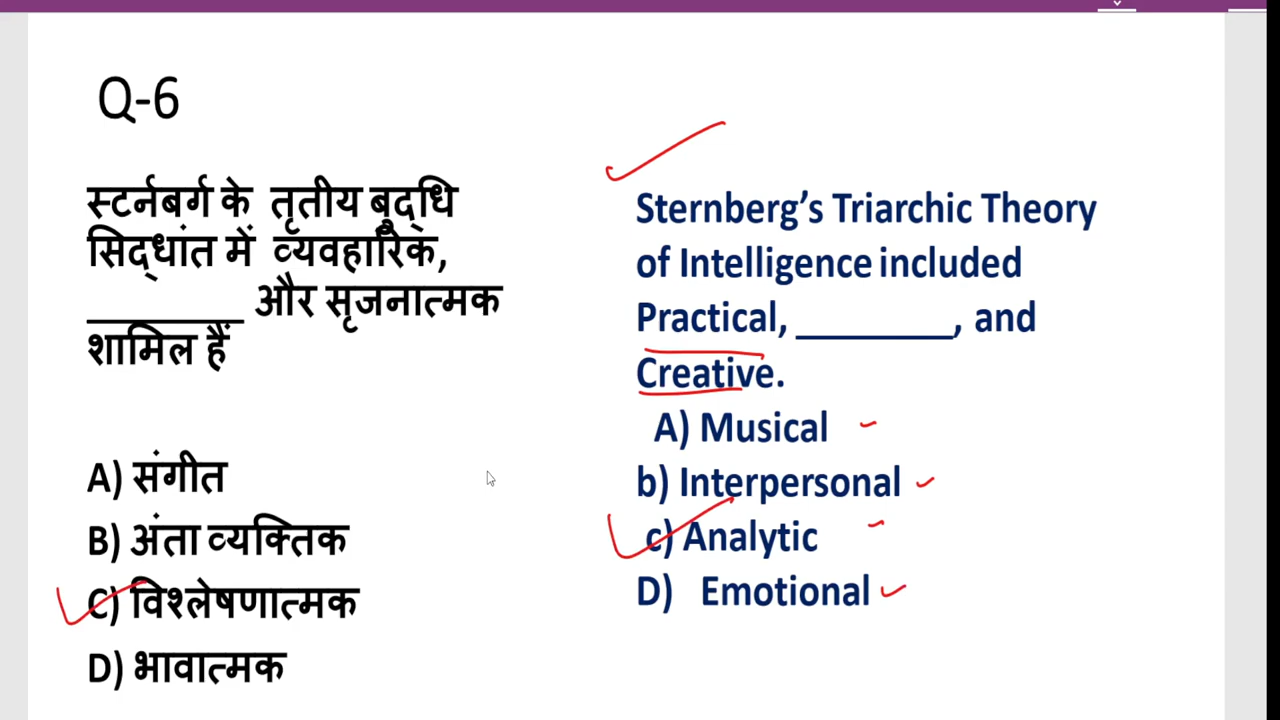 Q-6
स्टर्नबर्ग के तृतीय बुद्धि
सिद्धांत में व्यवहारिक,
________ और सृजनात्मक
शामिल हैं
A) संगीत
B) अंता व्यक्तिक
C) विश्लेषणात्मक
D) भावात्मक
Sternberg’s Triarchic Theory
of Intelligence included
Practical, ________, and
Creative.
A) Musical
b) Interpersonal
c) Analytic
D) Emotional